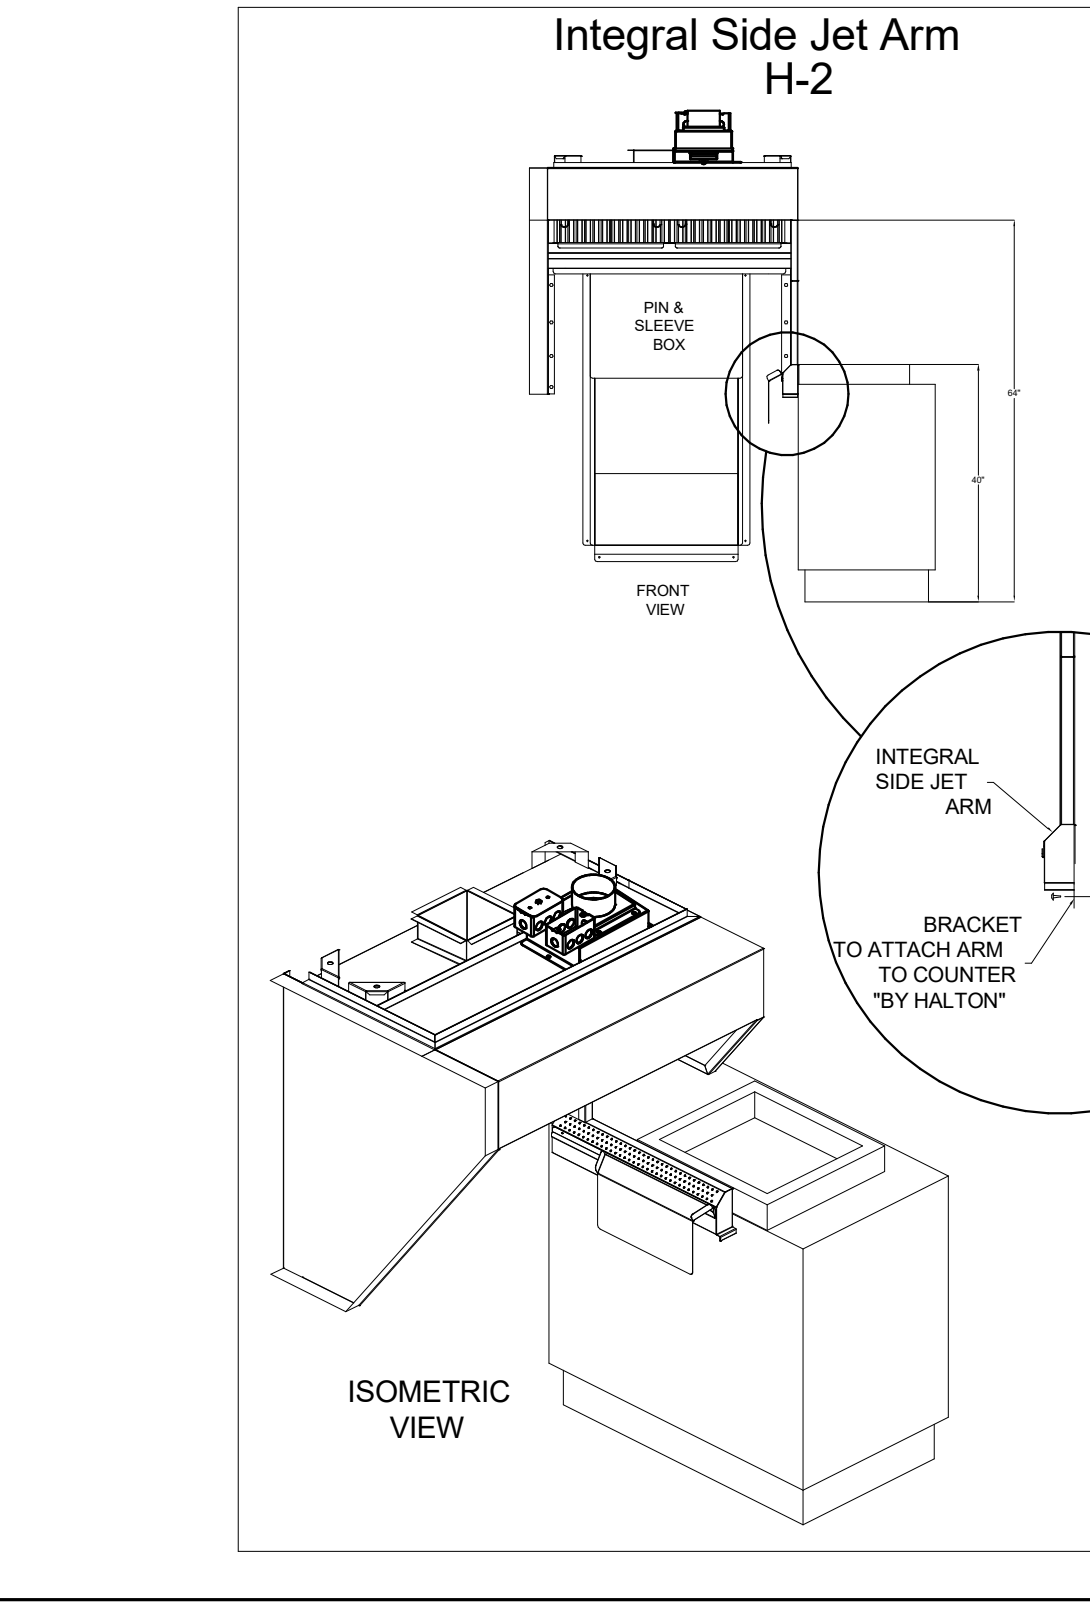 Integral Side Jet Arm
H-2
PIN &
SLEEVE
BOX
64"
40"
FRONT
VIEW
INTEGRAL
SIDE JET
ARM
BRACKET
TO ATTACH ARM
TO COUNTER
"BY HALTON"
ISOMETRIC
VIEW